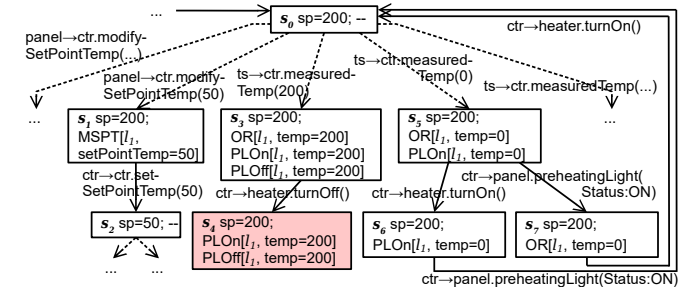 ...
s0 sp=200; --
ctr→heater.turnOn()
panel→ctr.modify-
SetPointTemp(...)
panel→ctr.modify-
SetPointTemp(50)
ts→ctr.measured-
Temp(200)
ts→ctr.measured-
Temp(0)
ts→ctr.measuredTemp(...)
...
s1 sp=200;
MSPT[l1,
setPointTemp=50]
s3 sp=200;
OR[l1, temp=200]
PLOn[l1, temp=200]
PLOff[l1, temp=200]
s5 sp=200;
OR[l1, temp=0]
PLOn[l1, temp=0]
...
ctr→ctr.set-
SetPointTemp(50)
ctr→heater.turnOff()
ctr→heater.turnOn()
ctr→panel.preheatingLight(
Status:ON)
s2 sp=50; --
s4 sp=200;
PLOn[l1, temp=200]
PLOff[l1, temp=200]
s6 sp=200;
PLOn[l1, temp=0]
s7 sp=200;
OR[l1, temp=0]
... ...
ctr→panel.preheatingLight(Status:ON)